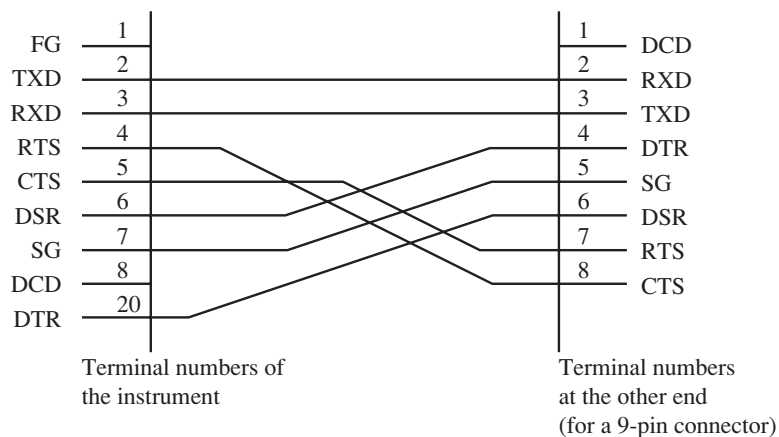 FG 1 1 DCD
TXD 2 2 RXD
RXD 3 3 TXD
RTS 4 4 DTR
CTS 5 5 SG
DSR 6 6 DSR
SG 7 7 RTS
DCD 8 8 CTS
DTR 20
Terminal numbers of
the instrument
Terminal numbers
at the other end
(for a 9-pin connector)